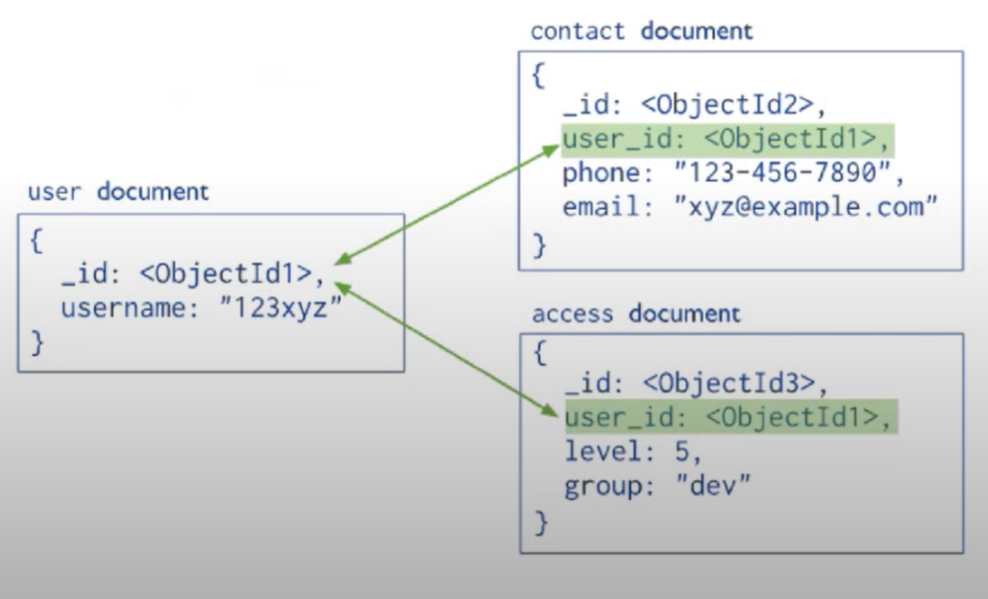 user document
{
_id: <ObjectId1>,
username: "123xyz"
}
contact document
{
_id: <ObjectId2>,
user_id: <ObjectId1>,
phone: "123-456-7890",
email: "xyz@example.com"
}
access document
{
_id: <ObjectId3>,
user_id: <ObjectId1>,
level: 5,
group: "dev"
}